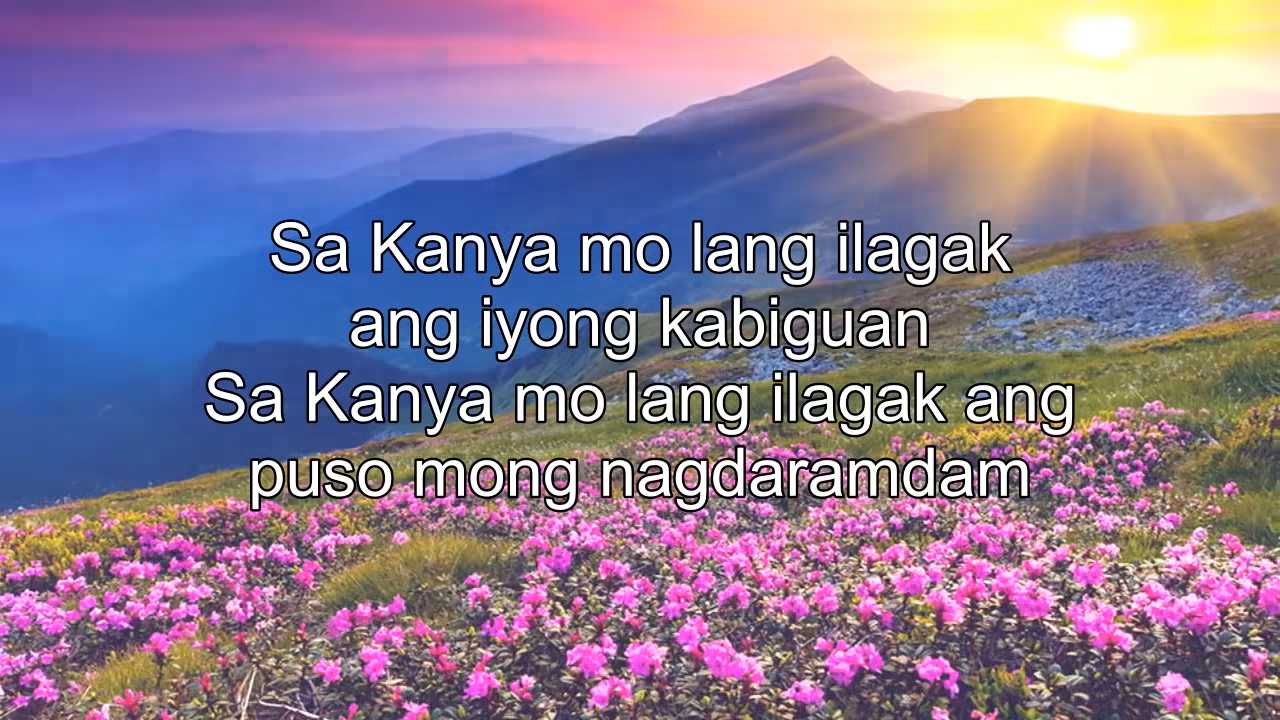 Sa Kanya mo lang ilagak
ang iyong kabiguan
Sa Kanya mo lang ilagak ang
puso mong nagdaramdam